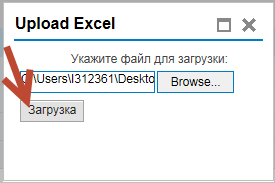 Upload Excel
Укажите файл для загрузки:
C:\Users\I312361\Deskto Browse...
Загрузка